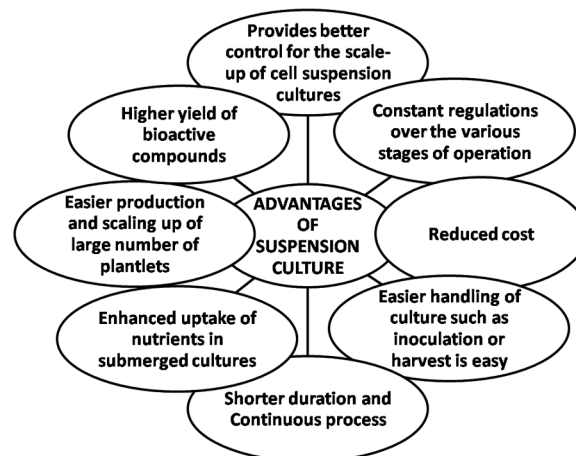 Provides better
control for the scale-
up of cell suspension
cultures
Higher yield of
bioactive
compounds
Constant regulations
over the various
stages of operation
Easier production
and scaling up of
large number of
plantlets
ADVANTAGES
OF
SUSPENSION
CULTURE
Reduced cost
Enhanced uptake of
nutrients in
submerged cultures
Easier handling of
culture such as
inoculation or
harvest is easy
Shorter duration and
Continuous process